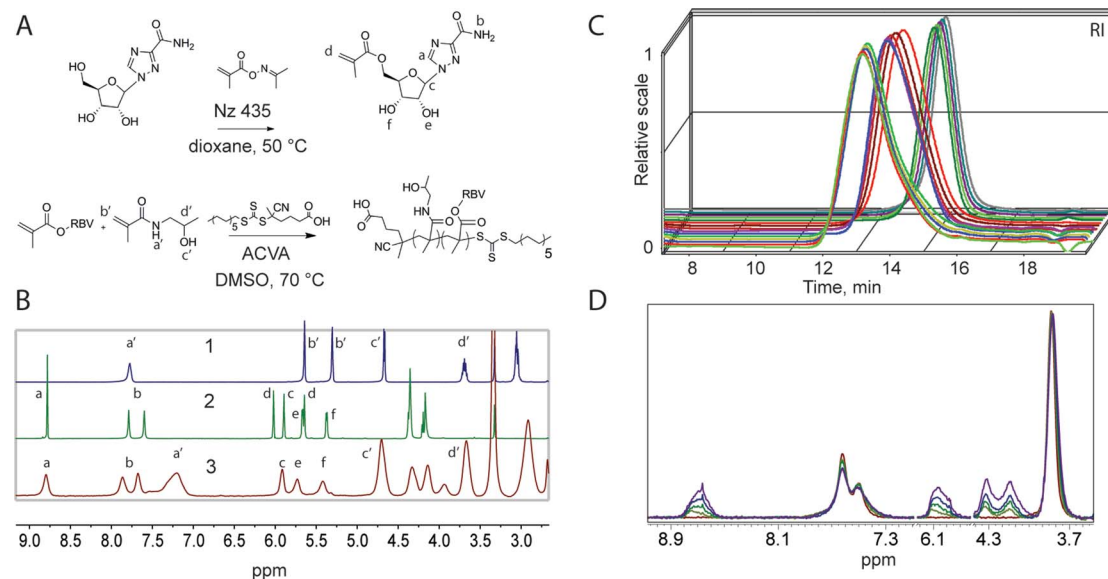 A
O
NH₂
b
N
N
N
HO
O
OH
HO
O
O
N
Nz 435
dioxane, 50 °C
O
NH₂
b
d
O
O
a
N
N
N
O
c
HO
OH
f
e
b'
O
O
RBV
+
O
N
H
a'
d'
OH
c'
5
S
S
S
CN
O
OH
ACVA
DMSO, 70 °C
HO
O
HN
O
RBV
O
O
HO
O
CN
S
S
S
5
B
a'
1
b'
b'
c'
d'
a
b
2
d
c
d
e
f
a
b
a'
3
c
e
f
c'
d'
9.0 8.5 8.0 7.5 7.0 6.5 6.0 5.5 5.0 4.5 4.0 3.5 3.0
ppm
C
RI
1
Relative scale
0
8 10 12 14 16 18
Time, min
D
8.9 8.1 7.3 6.1 4.3 3.7
ppm